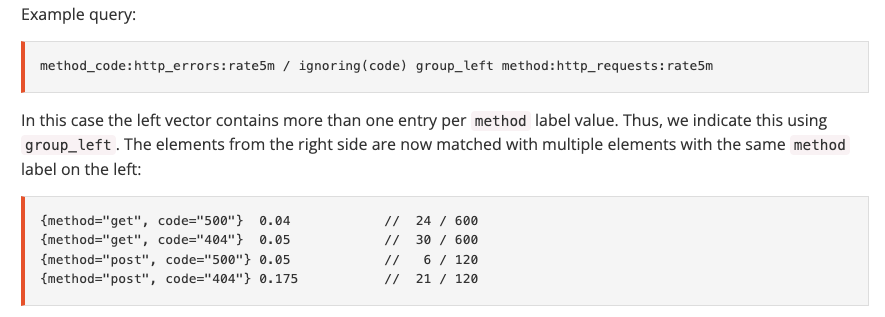 Example query:
method_code:http_errors:rate5m / ignoring(code) group_left method:http_requests:rate5m
In this case the left vector contains more than one entry per method label value. Thus, we indicate this using
group_left. The elements from the right side are now matched with multiple elements with the same method
label on the left:
{method="get", code="500"}  0.04            //  24 / 600
{method="get", code="404"}  0.05            //  30 / 600
{method="post", code="500"} 0.05            //   6 / 120
{method="post", code="404"} 0.175           //  21 / 120